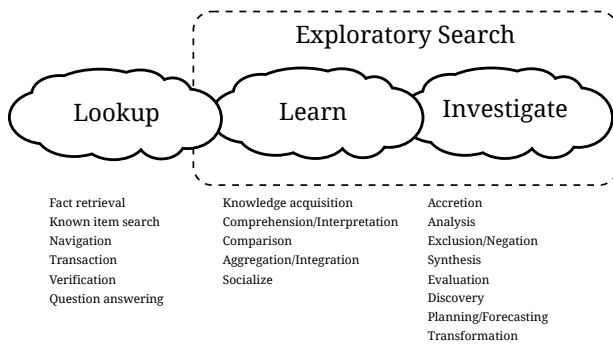 Exploratory Search
Lookup
Learn
Investigate
Fact retrieval
Known item search
Navigation
Transaction
Verification
Question answering
Knowledge acquisition
Comprehension/Interpretation
Comparison
Aggregation/Integration
Socialize
Accretion
Analysis
Exclusion/Negation
Synthesis
Evaluation
Discovery
Planning/Forecasting
Transformation